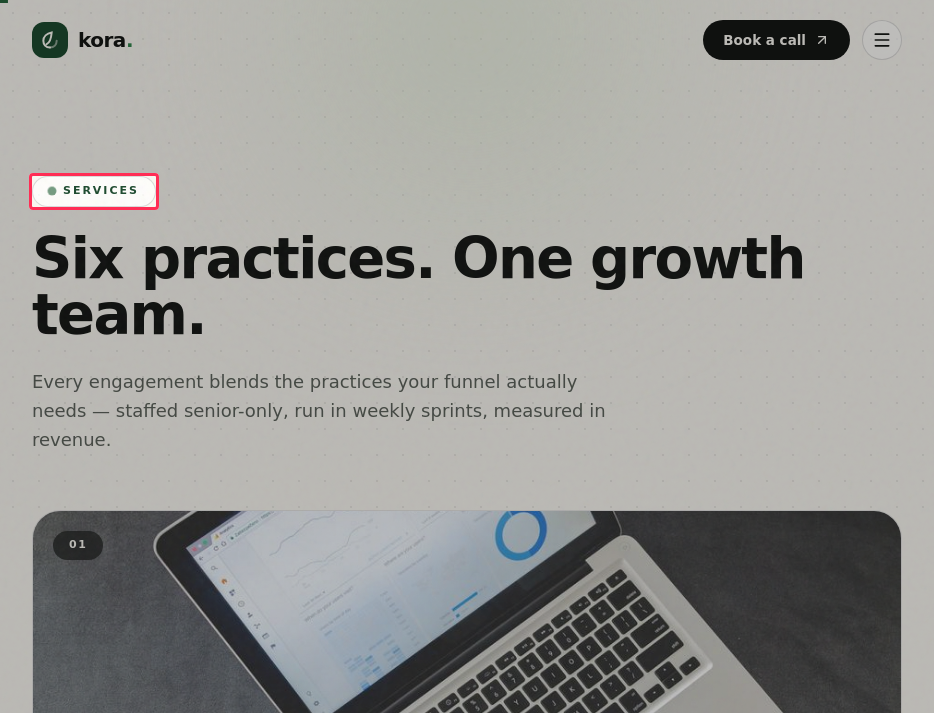 kora.
Book a call
SERVICES
Six practices. One growth
team.
Every engagement blends the practices your funnel actually
needs — staffed senior-only, run in weekly sprints, measured in
revenue.
01